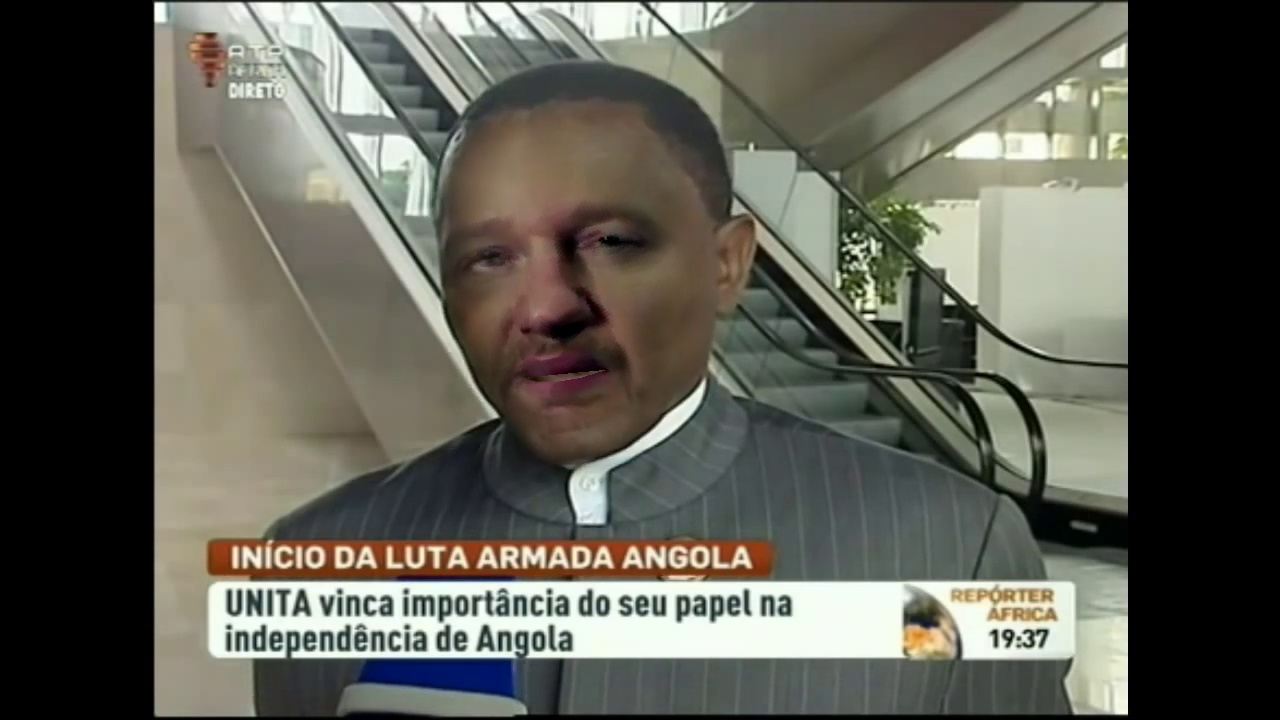 DIRETO
INÍCIO DA LUTA ARMADA ANGOLA
UNITA vinca importância do seu papel na
independência de Angola
REPÓRTER
ÁFRICA
19:37